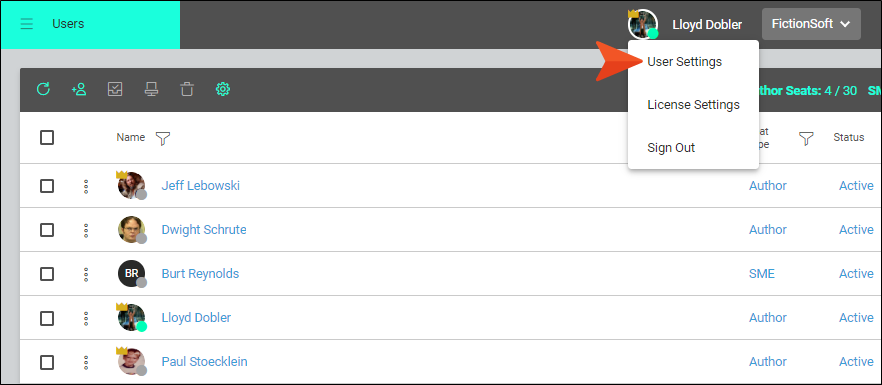 Users
Lloyd Dobler
FictionSoft
User Settings
License Settings
Sign Out
thor Seats: 4 / 30 SM
Name
at
pe
Status
Jeff Lebowski Author Active
Dwight Schrute Author Active
BR Burt Reynolds SME Active
Lloyd Dobler Author Active
Paul Stoecklein Author Active